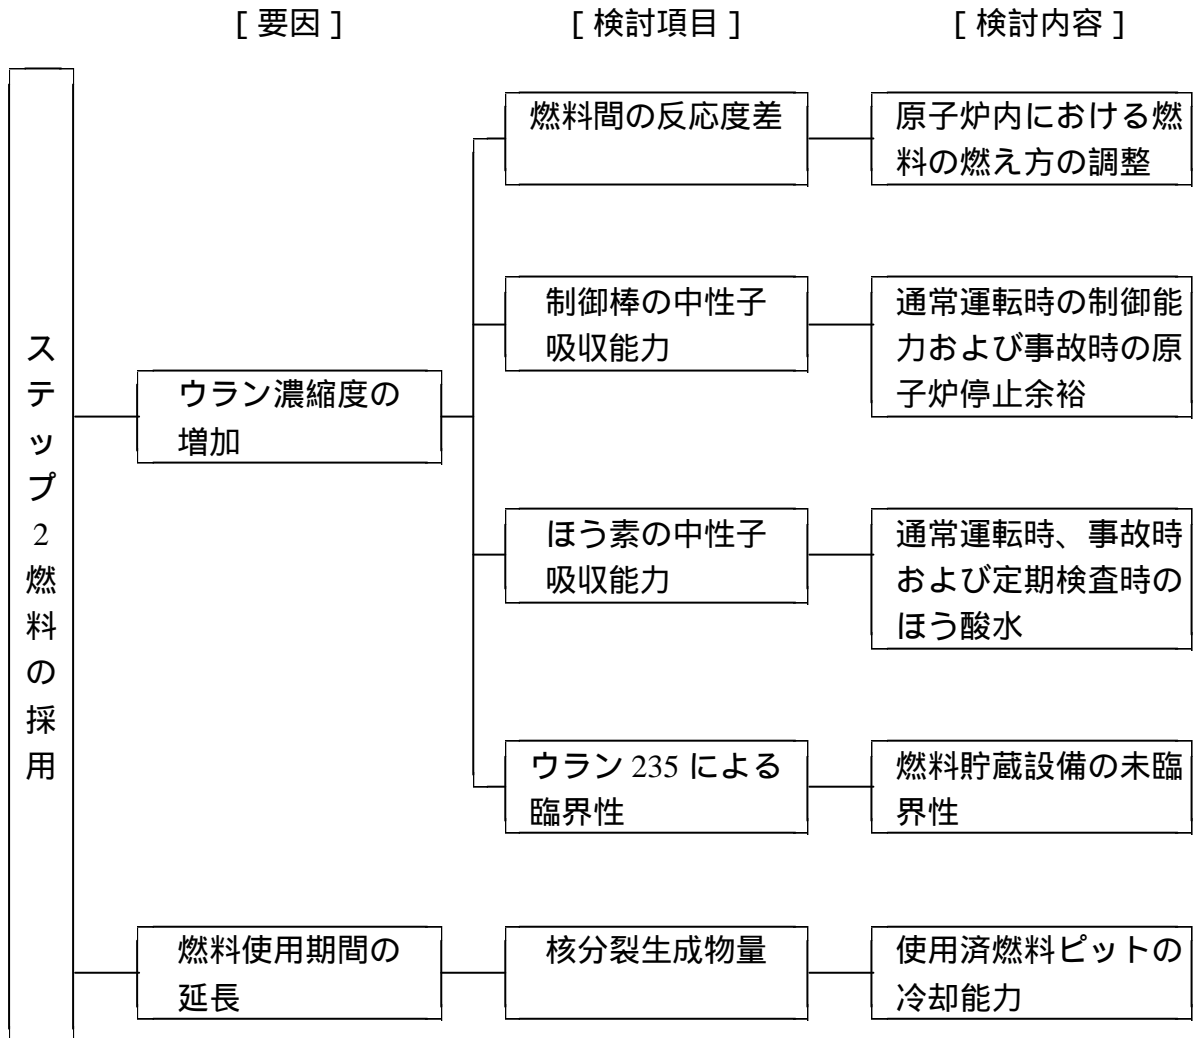 ［要因］ ［検討項目］ ［検討内容］
ステップ2燃料の採用
ウラン濃縮度の
増加
燃料間の反応度差
原子炉内における燃
料の燃え方の調整
制御棒の中性子
吸収能力
通常運転時の制御能
力および事故時の原
子炉停止余裕
ほう素の中性子
吸収能力
通常運転時、事故時
および定期検査時の
ほう酸水
ウラン235による
臨界性
燃料貯蔵設備の未臨
界性
燃料使用期間の
延長
核分裂生成物量
使用済燃料ピットの
冷却能力